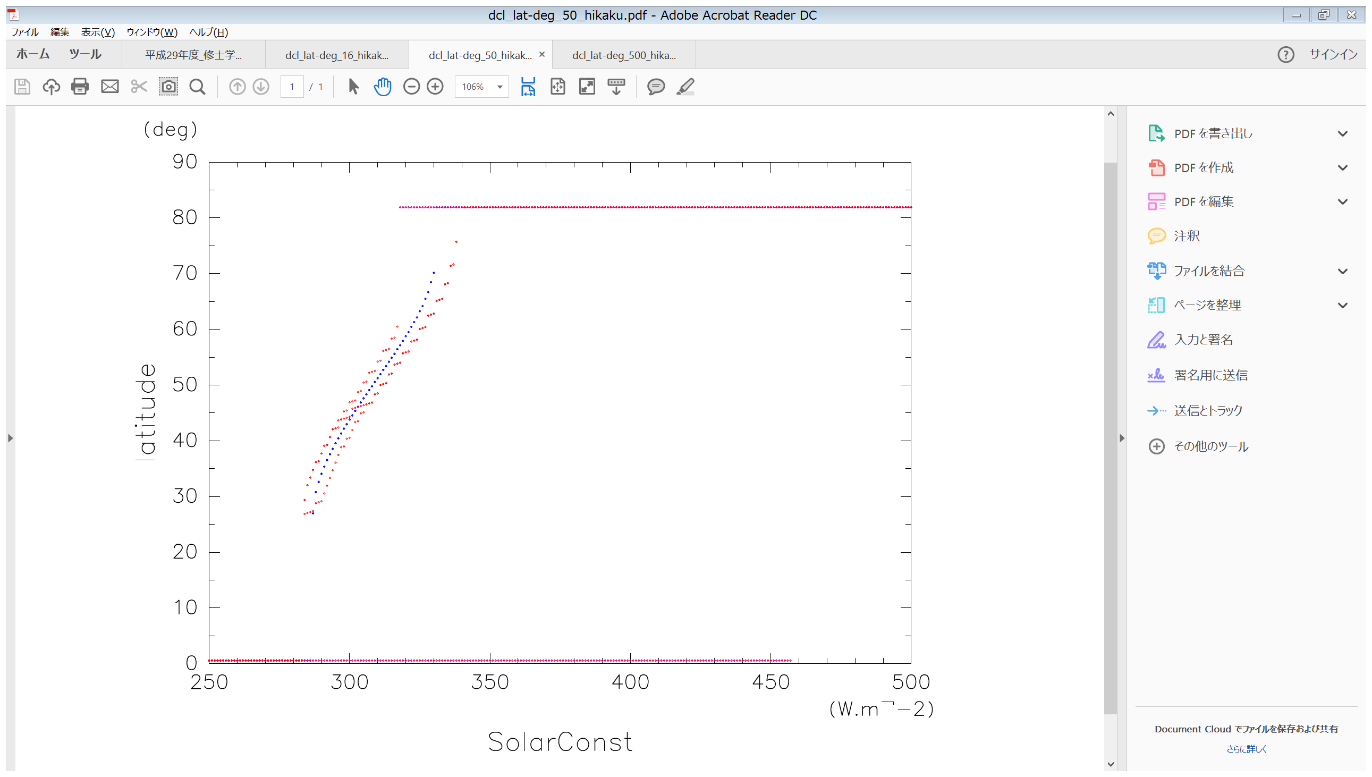 dcl_lat-deg_50_hikaku.pdf - Adobe Acrobat Reader DC
ファイル 編集 表示(V) ウィンドウ(W) ヘルプ(H)
ホーム ツール 平成29年度_修士学... dcl_lat-deg_16_hikak... dcl_lat-deg_50_hikak... × dcl_lat-deg_500_hika... ? サインイン
1 / 1 106%
(deg)
90
80
70
60
50
40
30
20
10
0
latitude
250 300 350 400 450 500
(W.m¬-2)
SolarConst
PDF を書き出し
PDF を作成
PDF を編集
注釈
ファイルを結合
ページを整理
入力と署名
署名用に送信
送信とトラック
その他のツール
Document Cloud でファイルを保存および共有
さらに詳しく